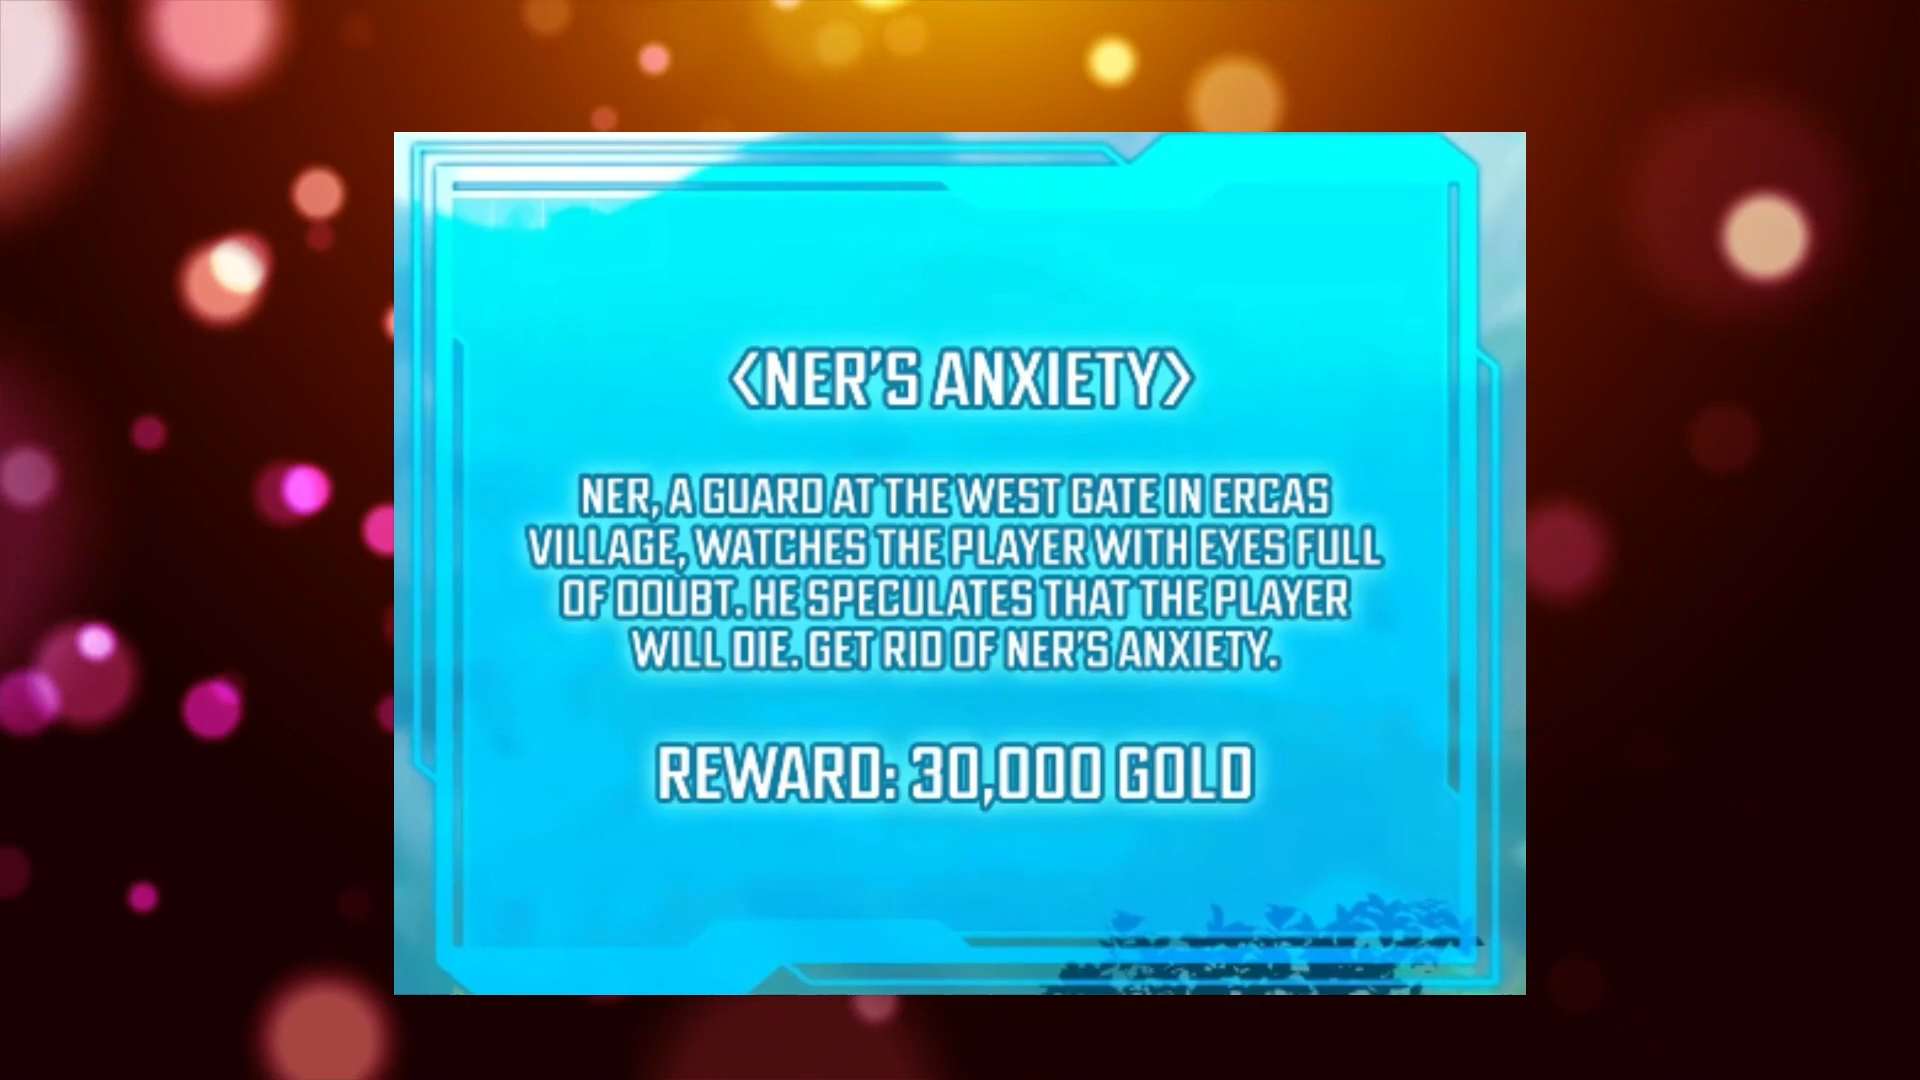 <NER'S ANXIETY>
NER, A GUARD AT THE WEST GATE IN ERCAS
VILLAGE, WATCHES THE PLAYER WITH EYES FULL
OF DOUBT. HE SPECULATES THAT THE PLAYER
WILL DIE. GET RID OF NER'S ANXIETY.
REWARD: 30,000 GOLD